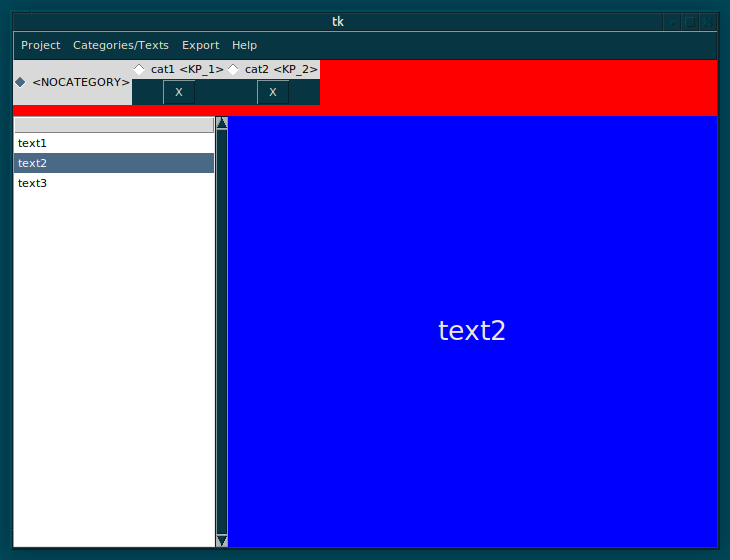 tk
Project Categories/Texts Export Help
<NOCATEGORY> cat1 <KP_1> cat2 <KP_2>
X X
text1
text2
text3
text2